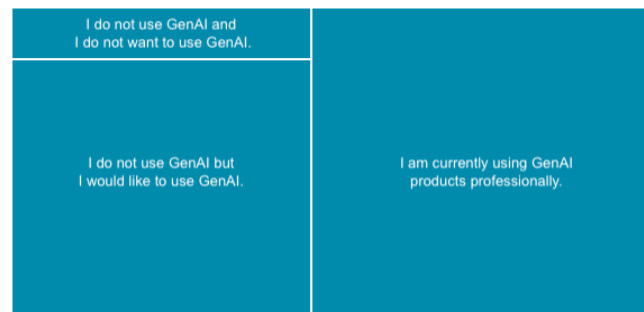 I do not use GenAI and
I do not want to use GenAI.
I do not use GenAI but
I would like to use GenAI.
I am currently using GenAI
products professionally.